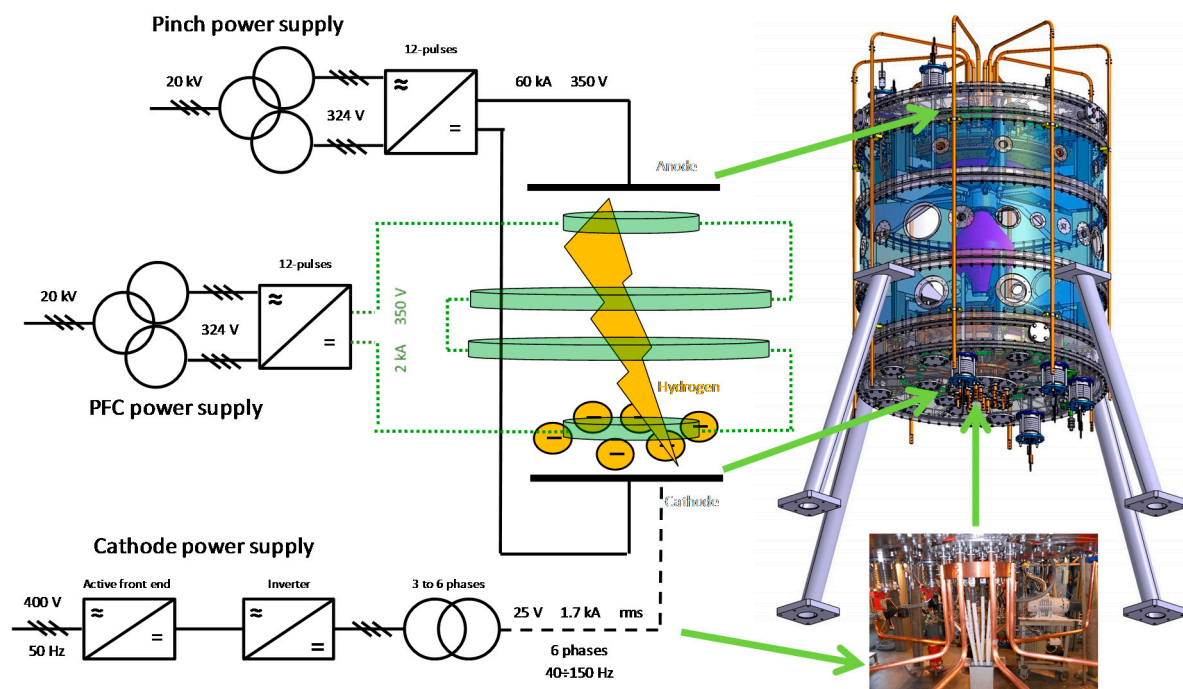 Pinch power supply
12-pulses
20 kV
60 kA 350 V
324 V
≈
=
Anode
12-pulses
20 kV
324 V
≈
=
2 kA 350 V
PFC power supply
Hydrogen
Cathode
Cathode power supply
Active front end
Inverter
3 to 6 phases
400 V
50 Hz
≈
=
≈
=
25 V 1.7 kA rms
6 phases
40÷150 Hz